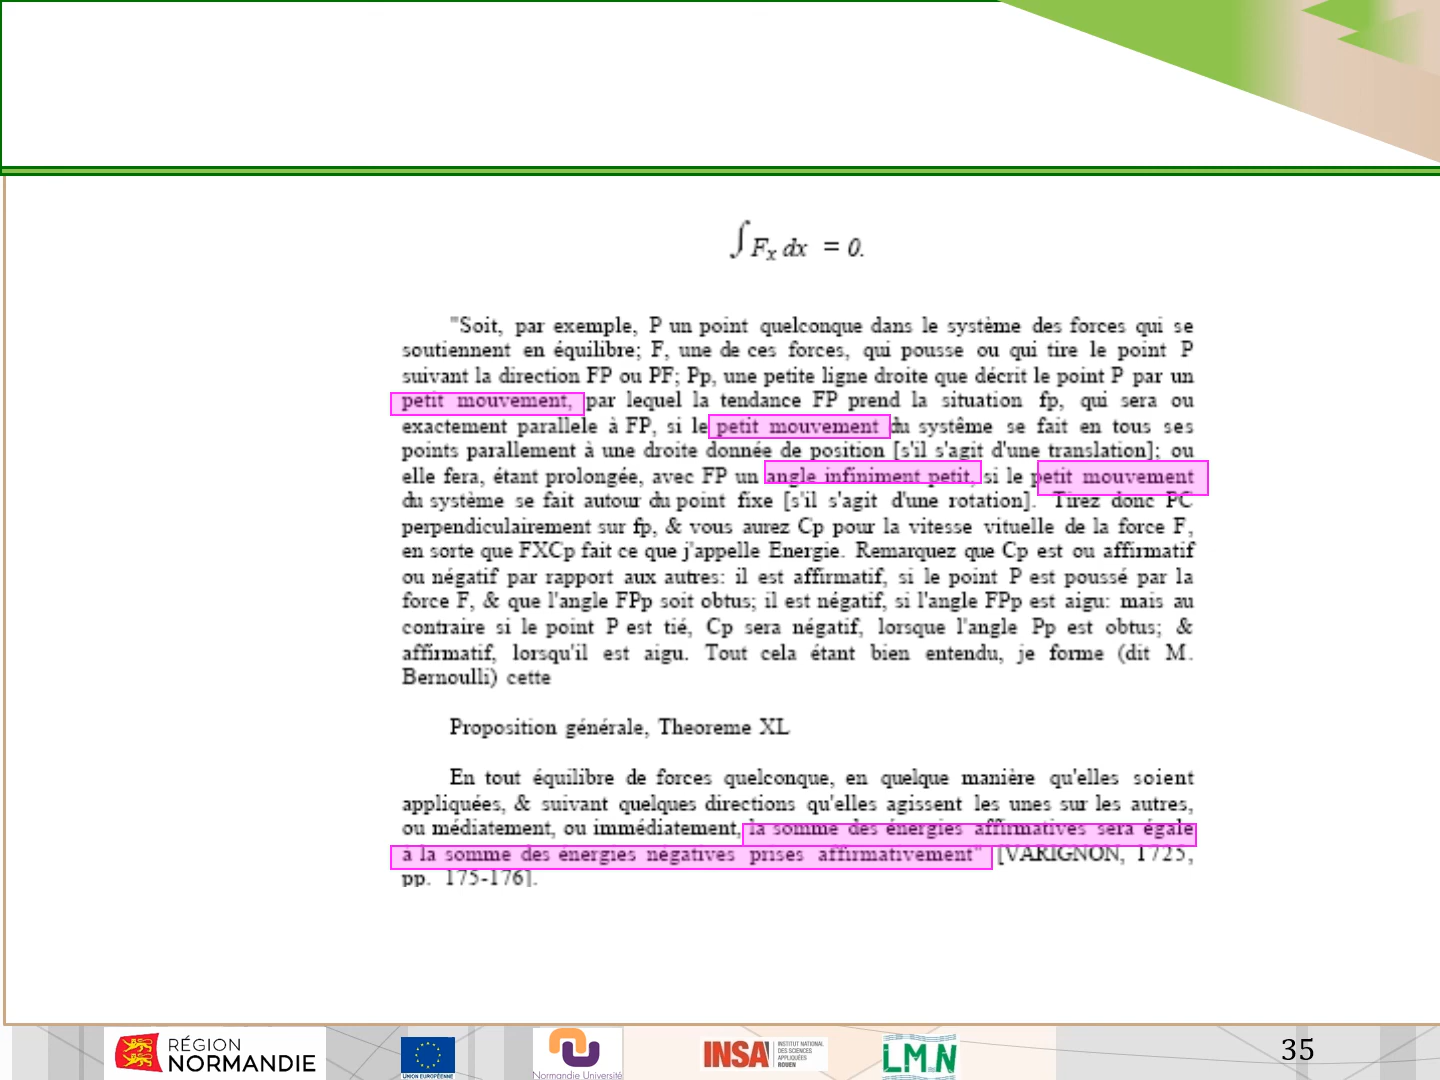 ∫ Fx dx = 0.
"Soit, par exemple, P un point quelconque dans le système des forces qui se
soutiennent en équilibre; F, une de ces forces, qui pousse ou qui tire le point P
suivant la direction FP ou PF; Pp, une petite ligne droite que décrit le point P par un
petit mouvement, par lequel la tendance FP prend la situation fp, qui sera ou
exactement parallele à FP, si le petit mouvement du systême se fait en tous ses
points parallement à une droite donnée de position [s'il s'agit d'une translation]; ou
elle fera, étant prolongée, avec FP un angle infiniment petit, si le petit mouvement
du système se fait autour du point fixe [s'il s'agit d'une rotation]. Tirez donc PC
perpendiculairement sur fp, & vous aurez Cp pour la vitesse vituelle de la force F,
en sorte que FXCp fait ce que j'appelle Energie. Remarquez que Cp est ou affirmatif
ou négatif par rapport aux autres: il est affirmatif, si le point P est poussé par la
force F, & que l'angle FPp soit obtus; il est négatif, si l'angle FPp est aigu: mais au
contraire si le point P est tié, Cp sera négatif, lorsque l'angle Pp est obtus; &
affirmatif, lorsqu'il est aigu. Tout cela étant bien entendu, je forme (dit M.
Bernoulli) cette
Proposition générale, Theoreme XL
En tout équilibre de forces quelconque, en quelque manière qu'elles soient
appliquées, & suivant quelques directions qu'elles agissent les unes sur les autres,
ou médiatement, ou immédiatement, la somme des énergies affirmatives sera égale
à la somme des énergies négatives prises affirmativement" [VARIGNON, 1725,
pp. 175-176].
RÉGION
NORMANDIE
UNION EUROPÉENNE
Normandie Université
INSA
INSTITUT NATIONAL
DES SCIENCES
APPLIQUÉES
ROUEN
LMN
35